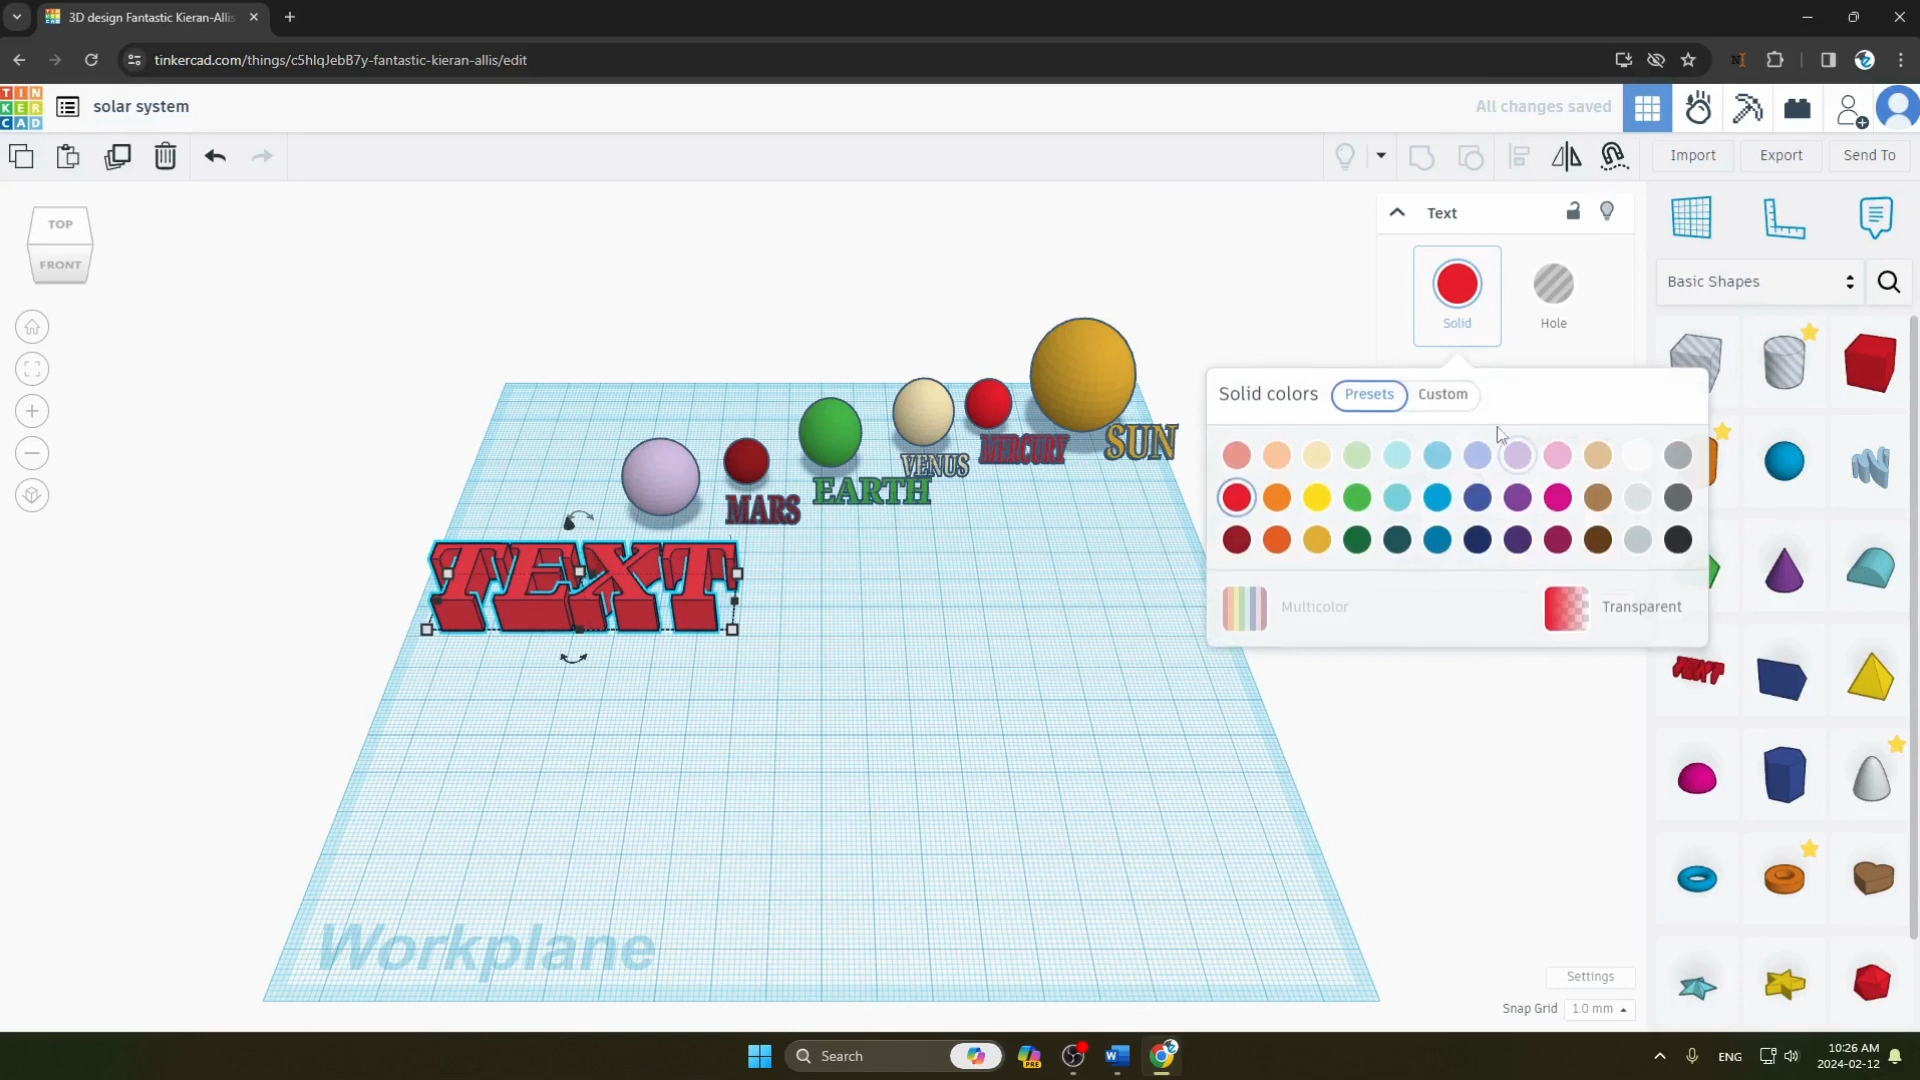 3D design Fantastic Kieran-Allis
tinkercad.com/things/c5hlqJebB7y-fantastic-kieran-allis/edit
TIN
KER
CAD
solar system
All changes saved
Import
Export
Send To
TOP
FRONT
Text
Solid
Hole
Basic Shapes
Solid colors
Presets
Custom
Multicolor
Transparent
SUN
MERCURY
VENUS
EARTH
MARS
TEXT
TEXT
Workplane
Settings
Snap Grid
1.0 mm
Search
PRE
ENG
10:26 AM
2024-02-12